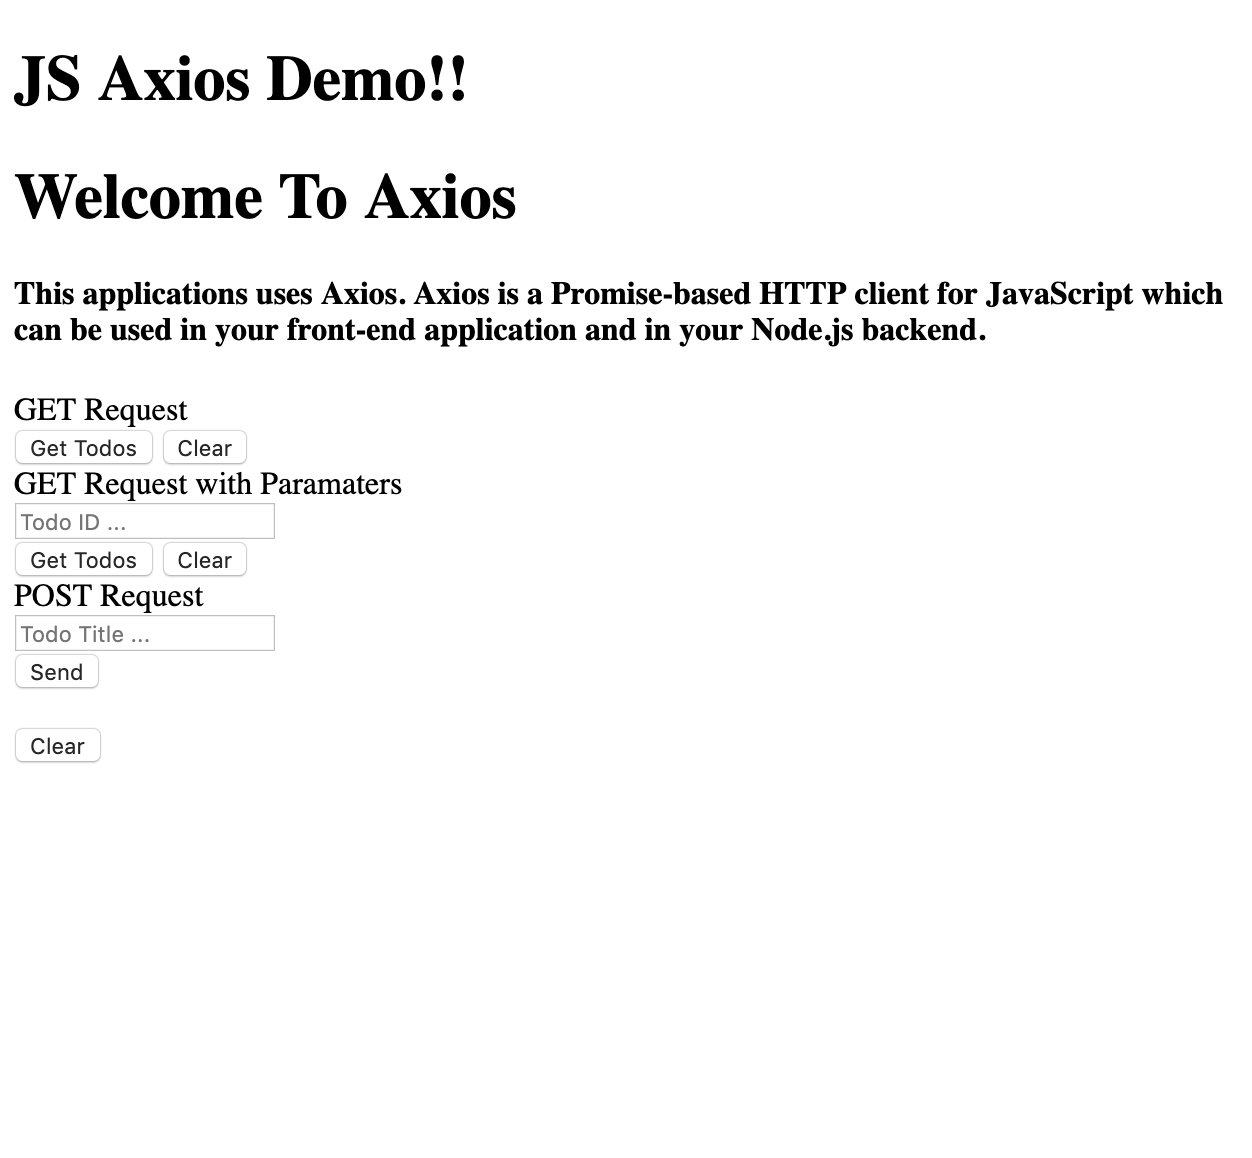 JS Axios Demo!!
Welcome To Axios
This applications uses Axios. Axios is a Promise-based HTTP client for JavaScript which
can be used in your front-end application and in your Node.js backend.
GET Request
Get Todos Clear
GET Request with Paramaters
Todo ID ...
Get Todos Clear
POST Request
Todo Title ...
Send
Clear